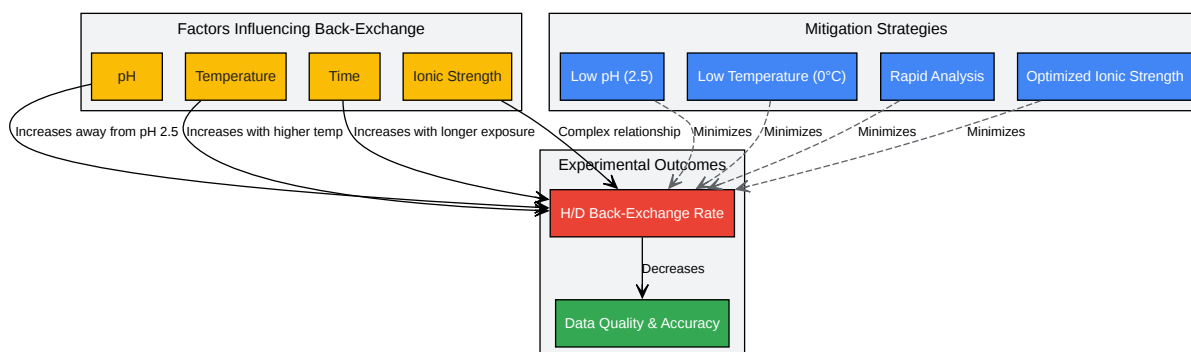 Factors Influencing Back-Exchange
Mitigation Strategies
pH
Temperature
Time
Ionic Strength
Low pH (2.5)
Low Temperature (0°C)
Rapid Analysis
Optimized Ionic Strength
Increases away from pH 2.5
Increases with higher temp
Increases with longer exposure
Complex relationship
Minimizes
Minimizes
Minimizes
Minimizes
Experimental Outcomes
H/D Back-Exchange Rate
Decreases
Data Quality & Accuracy